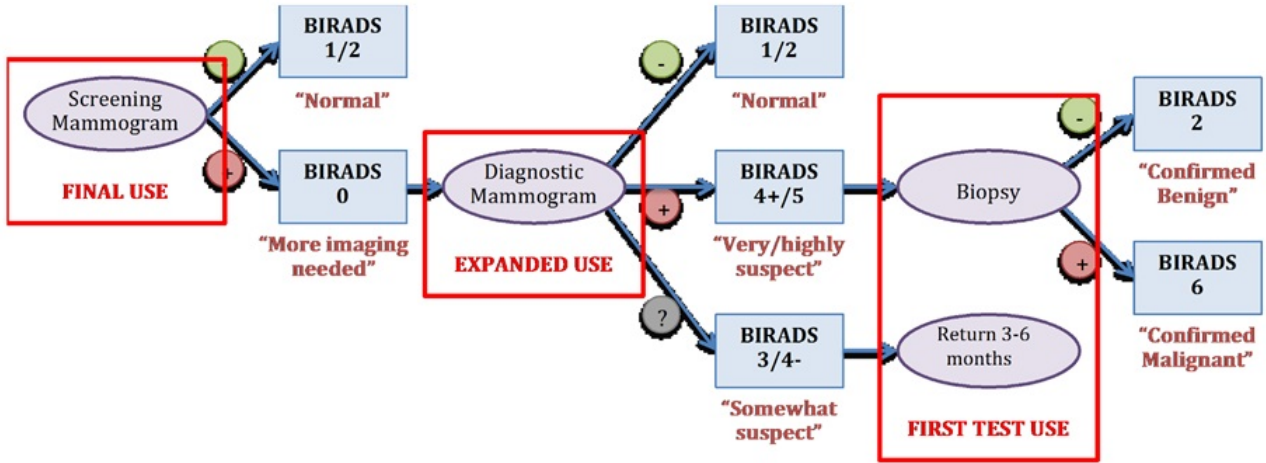 Screening
Mammogram
FINAL USE
+
BIRADS
1/2
“Normal”
BIRADS
0
“More imaging
needed”
Diagnostic
Mammogram
EXPANDED USE
-
+
?
BIRADS
1/2
“Normal”
BIRADS
4+/5
“Very/highly
suspect”
BIRADS
3/4-
“Somewhat
suspect”
Biopsy
Return 3-6
months
FIRST TEST USE
-
+
BIRADS
2
“Confirmed
Benign”
BIRADS
6
“Confirmed
Malignant”